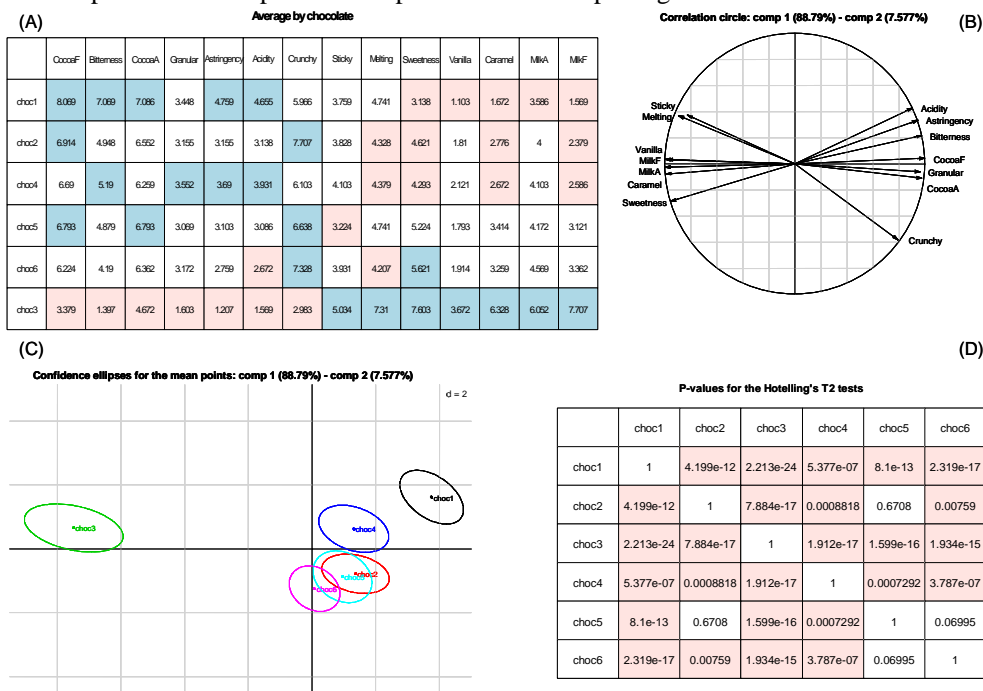 (A)
Average by chocolate
CocoaF Bitterness CocoaA Granular Astringency Acidity Crunchy Sticky Melting Sweetness Vanilla Caramel MilkA MilkF
choc1 8.069 7.069 7.086 3.448 4.759 4.655 5.966 3.759 4.741 3.138 1.103 1.672 3.586 1.569
choc2 6.914 4.948 6.552 3.155 3.155 3.138 7.707 3.828 4.328 4.621 1.81 2.776 4 2.379
choc4 6.69 5.19 6.259 3.552 3.69 3.931 6.103 4.103 4.379 4.293 2.121 2.672 4.103 2.586
choc5 6.793 4.879 6.793 3.069 3.103 3.086 6.638 3.224 4.741 5.224 1.793 3.414 4.172 3.121
choc6 6.224 4.19 6.362 3.172 2.759 2.672 7.328 3.931 4.207 5.621 1.914 3.259 4.569 3.362
choc3 3.379 1.397 4.672 1.603 1.207 1.569 2.983 5.034 7.31 7.603 3.672 6.328 6.052 7.707
Correlation circle: comp 1 (88.79%) - comp 2 (7.577%)
(B)
Sticky
Melting
Vanilla
MilkF
MilkA
Caramel
Sweetness
Acidity
Astringency
Bitterness
CocoaF
Granular
CocoaA
Crunchy
(C)
Confidence ellipses for the mean points: comp 1 (88.79%) - comp 2 (7.577%)
d = 2
choc1
choc3
choc4
choc2
choc6
(D)
P-values for the Hotelling's T2 tests
choc1 choc2 choc3 choc4 choc5 choc6
choc1 1 4.199e-12 2.213e-24 5.377e-07 8.1e-13 2.319e-17
choc2 4.199e-12 1 7.884e-17 0.0008818 0.6708 0.00759
choc3 2.213e-24 7.884e-17 1 1.912e-17 1.599e-16 1.934e-15
choc4 5.377e-07 0.0008818 1.912e-17 1 0.0007292 3.787e-07
choc5 8.1e-13 0.6708 1.599e-16 0.0007292 1 0.06995
choc6 2.319e-17 0.00759 1.934e-15 3.787e-07 0.06995 1